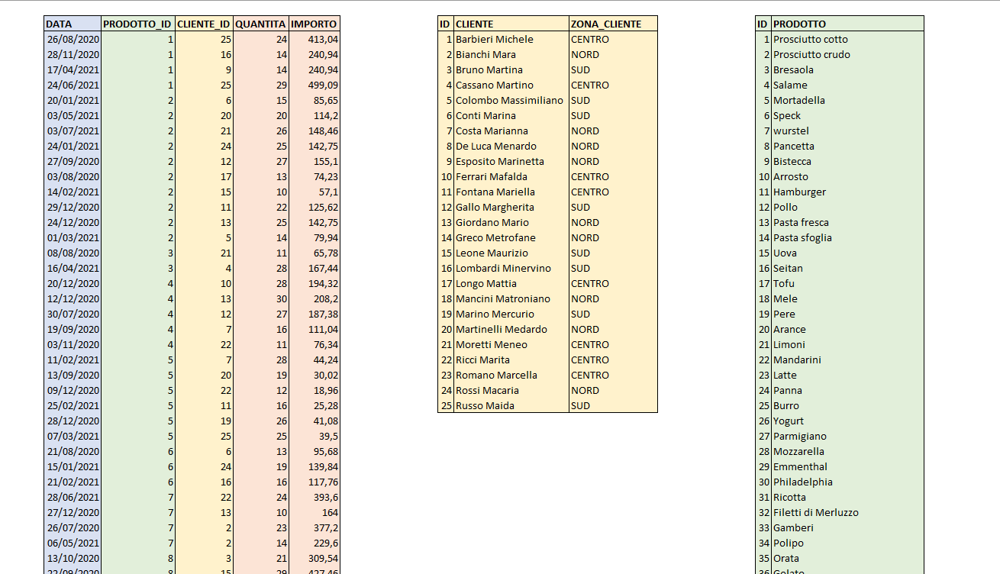 DATA PRODOTTO_ID CLIENTE_ID QUANTITA IMPORTO
26/08/2020 1 25 24 413,04
28/11/2020 1 16 14 240,94
17/04/2021 1 9 14 240,94
24/06/2021 1 25 29 499,09
20/01/2021 2 6 15 85,65
03/05/2021 2 20 20 114,2
03/07/2021 2 21 26 148,46
24/01/2021 2 24 25 142,75
27/09/2020 2 12 27 155,1
03/08/2020 2 17 13 74,23
14/02/2021 2 15 10 57,1
29/12/2020 2 11 22 125,62
24/12/2020 2 13 25 142,75
01/03/2021 2 5 14 79,94
08/08/2020 3 21 11 65,78
16/04/2021 3 4 28 167,44
20/12/2020 4 10 28 194,32
12/12/2020 4 13 30 208,2
30/07/2020 4 12 27 187,38
19/09/2020 4 7 16 111,04
03/11/2020 4 22 11 76,34
11/02/2021 5 7 28 44,24
13/09/2020 5 20 19 30,02
09/12/2020 5 22 12 18,96
25/02/2021 5 11 16 25,28
28/12/2020 5 19 26 41,08
07/03/2021 5 25 25 39,5
21/08/2020 6 6 13 95,68
15/01/2021 6 24 19 139,84
21/02/2021 6 16 16 117,76
28/06/2021 7 22 24 393,6
27/12/2020 7 13 10 164
26/07/2020 7 2 23 377,2
06/05/2021 7 2 14 229,6
13/10/2020 8 3 21 309,54
22/09/2020 8 15 29 427,46
ID CLIENTE ZONA_CLIENTE
1 Barbieri Michele CENTRO
2 Bianchi Mara NORD
3 Bruno Martina SUD
4 Cassano Martino CENTRO
5 Colombo Massimiliano SUD
6 Conti Marina SUD
7 Costa Marianna NORD
8 De Luca Menardo NORD
9 Esposito Marinetta NORD
10 Ferrari Mafalda CENTRO
11 Fontana Mariella CENTRO
12 Gallo Margherita SUD
13 Giordano Mario NORD
14 Greco Metrofane NORD
15 Leone Maurizio SUD
16 Lombardi Minervino SUD
17 Longo Mattia CENTRO
18 Mancini Matroniano NORD
19 Marino Mercurio SUD
20 Martinelli Medardo NORD
21 Moretti Meneo CENTRO
22 Ricci Marita CENTRO
23 Romano Marcella CENTRO
24 Rossi Macaria NORD
25 Russo Maida SUD
ID PRODOTTO
1 Prosciutto cotto
2 Prosciutto crudo
3 Bresaola
4 Salame
5 Mortadella
6 Speck
7 wurstel
8 Pancetta
9 Bistecca
10 Arrosto
11 Hamburger
12 Pollo
13 Pasta fresca
14 Pasta sfoglia
15 Uova
16 Seitan
17 Tofu
18 Mele
19 Pere
20 Arance
21 Limoni
22 Mandarini
23 Latte
24 Panna
25 Burro
26 Yogurt
27 Parmigiano
28 Mozzarella
29 Emmenthal
30 Philadelphia
31 Ricotta
32 Filetti di Merluzzo
33 Gamberi
34 Polipo
35 Orata
36 Gelato